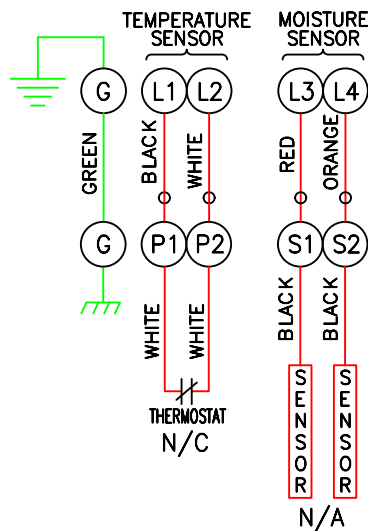 TEMPERATURE
SENSOR
MOISTURE
SENSOR
G
L1
L2
L3
L4
GREEN
BLACK
WHITE
RED
ORANGE
G
P1
P2
S1
S2
WHITE
WHITE
BLACK
BLACK
THERMOSTAT
N/C
SENSOR
SENSOR
N/A